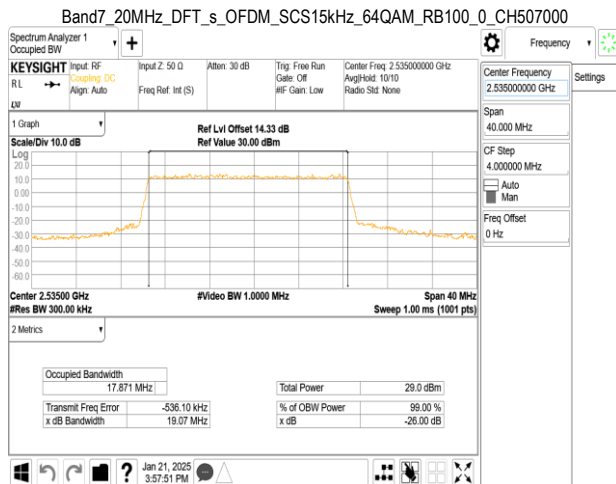 Band7_20MHz_DFT_s_OFDM_SCS15kHz_64QAM_RB100_0_CH507000
Spectrum Analyzer 1
Occupied BW
Frequency
KEYSIGHT
RL
Input: RF
Coupling: DC
Align: Auto
Input Z: 50 Ω
Freq Ref: Int (S)
Atten: 30 dB
Trig: Free Run
Gate: Off
#IF Gain: Low
Center Freq: 2.535000000 GHz
Avg|Hold: 10/10
Radio Std: None
Center Frequency
2.535000000 GHz
Settings
Span
40.000 MHz
CF Step
4.000000 MHz
Auto
Man
Freq Offset
0 Hz
1 Graph
Scale/Div 10.0 dB
Ref Lvl Offset 14.33 dB
Ref Value 30.00 dBm
Log
20.0
10.0
0.00
-10.0
-20.0
-30.0
-40.0
-50.0
-60.0
Center 2.53500 GHz
#Video BW 1.0000 MHz
Span 40 MHz
#Res BW 300.00 kHz
Sweep 1.00 ms (1001 pts)
2 Metrics
Occupied Bandwidth
17.871 MHz
Total Power 29.0 dBm
Transmit Freq Error -536.10 kHz
% of OBW Power 99.00 %
x dB Bandwidth 19.07 MHz
x dB -26.00 dB
Jan 21, 2025
3:57:51 PM